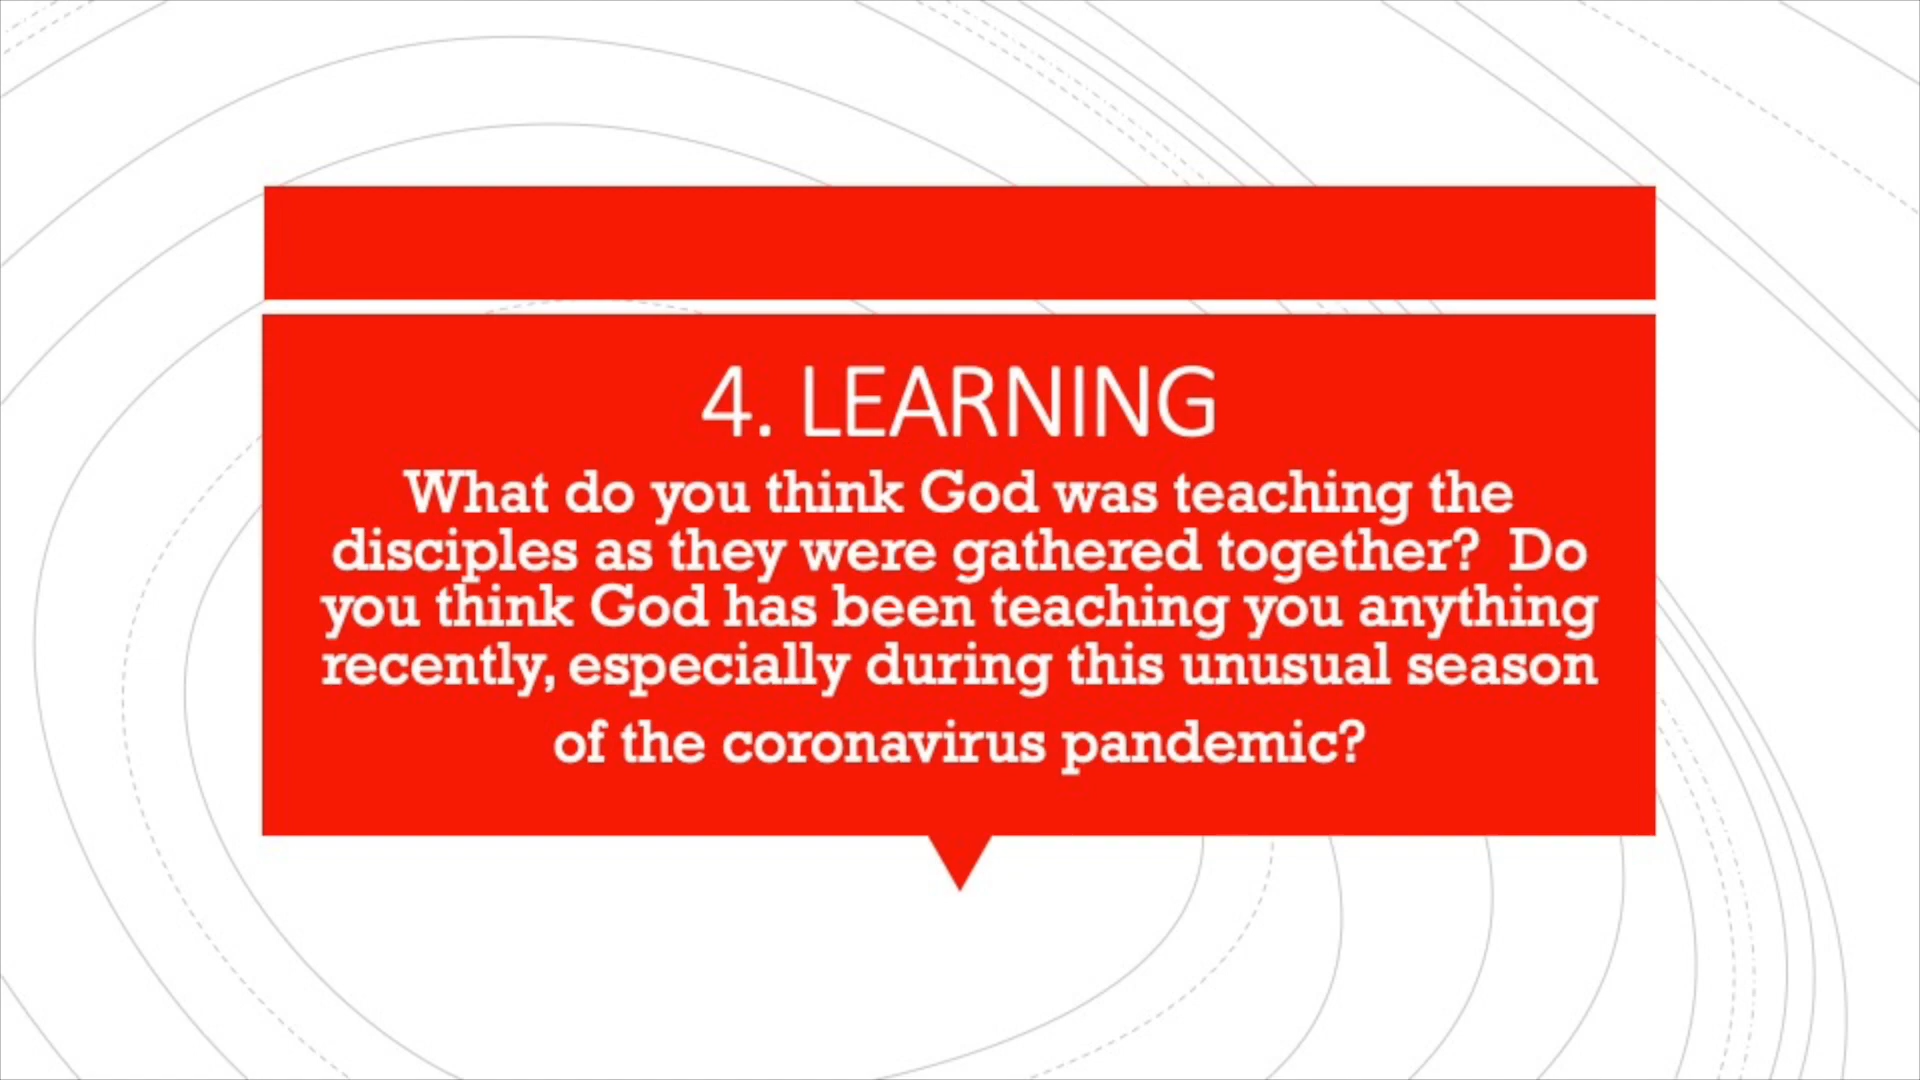 4. LEARNING
What do you think God was teaching the
disciples as they were gathered together?  Do
you think God has been teaching you anything
recently, especially during this unusual season
of the coronavirus pandemic?